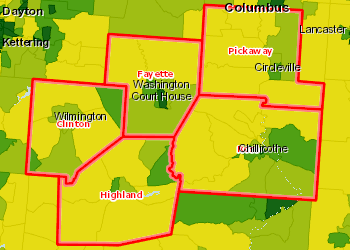 Columbus
Dayton
Lancaster
Kettering
Pickaway
Circleville
Fayette
Washington
Court House
Wilmington
Clinton
Chillicothe
Highland